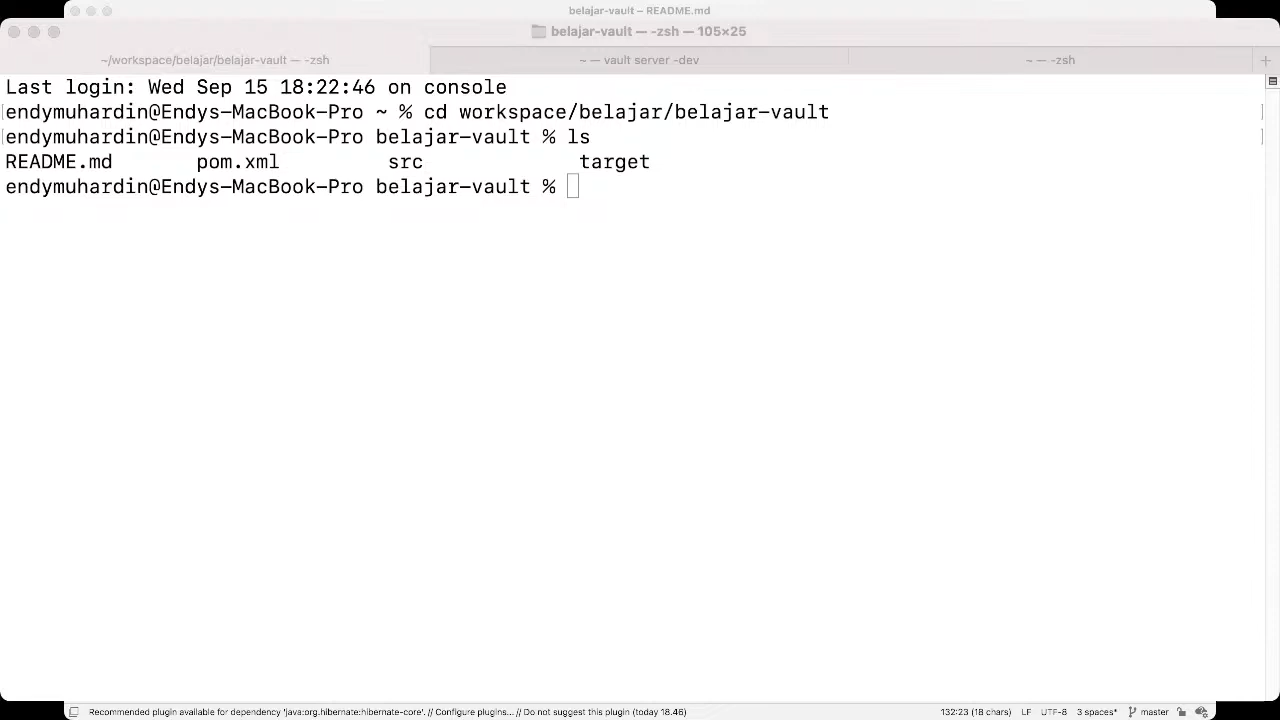 belajar-vault – README.md
belajar-vault — -zsh — 105×25
~/workspace/belajar/belajar-vault — -zsh
~ — vault server -dev
~ — -zsh
+
Last login: Wed Sep 15 18:22:46 on console
endymuhardin@Endys-MacBook-Pro ~ % cd workspace/belajar/belajar-vault
endymuhardin@Endys-MacBook-Pro belajar-vault % ls
README.md pom.xml src target
endymuhardin@Endys-MacBook-Pro belajar-vault %
Recommended plugin available for dependency 'java:org.hibernate:hibernate-core'. // Configure plugins... // Do not suggest this plugin (today 18.46) 132:23 (18 chars) LF UTF-8 3 spaces* master